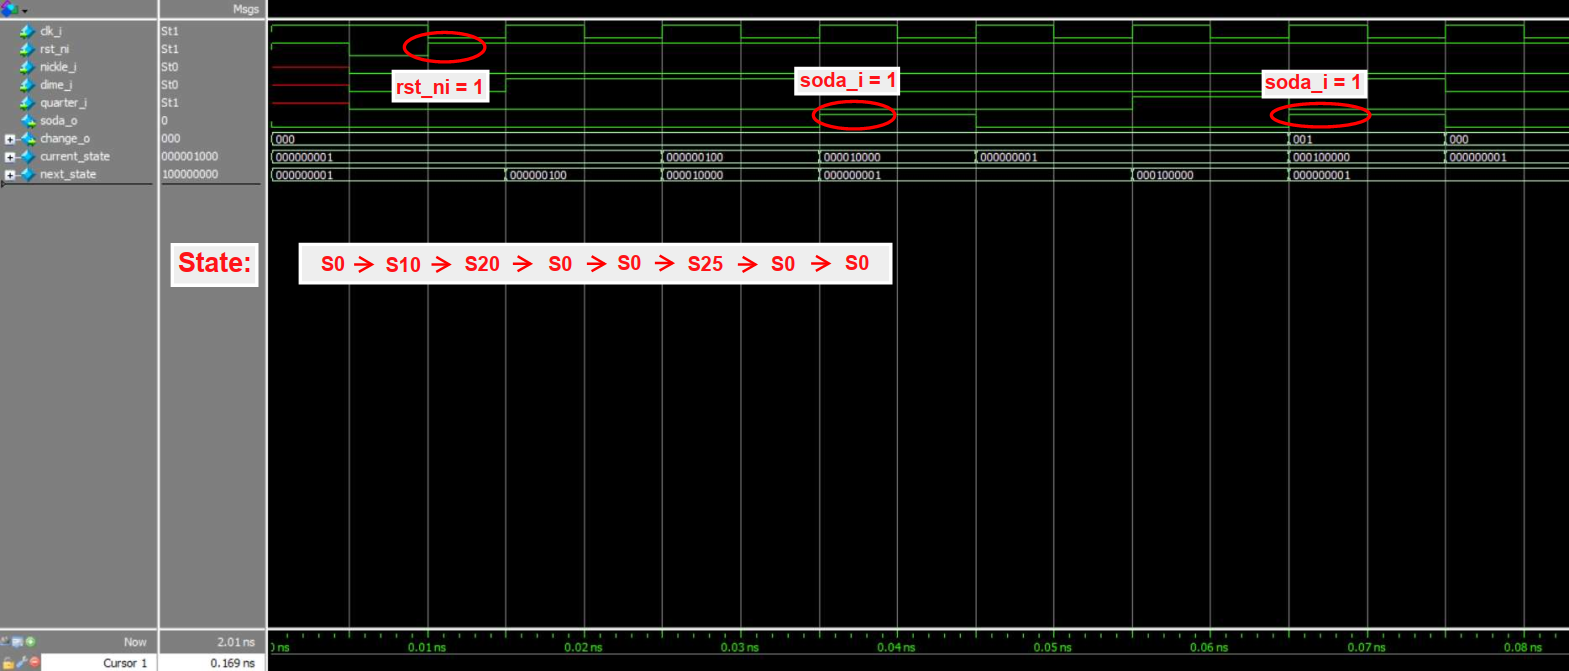 Msgs
clk_i St1
rst_ni St1
nickle_i St0
dime_i St0
quarter_i St1
soda_o 0
change_o 000 000 001 000
current_state 000001000 000000001 000000100 000010000 000000001 000100000 000000001
next_state 100000000 000000001 000000100 000010000 000000001 000100000 000000001
rst_ni = 1
soda_i = 1
soda_i = 1
State: S0 → S10 → S20 → S0 → S0 → S25 → S0 → S0
Now 2.01 ns
Cursor 1 0.169 ns
ns 0.01 ns 0.02 ns 0.03 ns 0.04 ns 0.05 ns 0.06 ns 0.07 ns 0.08 ns